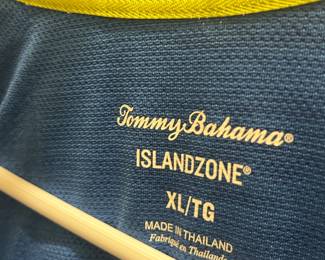 Tommy Bahama®
ISLANDZONE®
XL/TG
MADE IN THAILAND
Fabriqué en Thaïlande